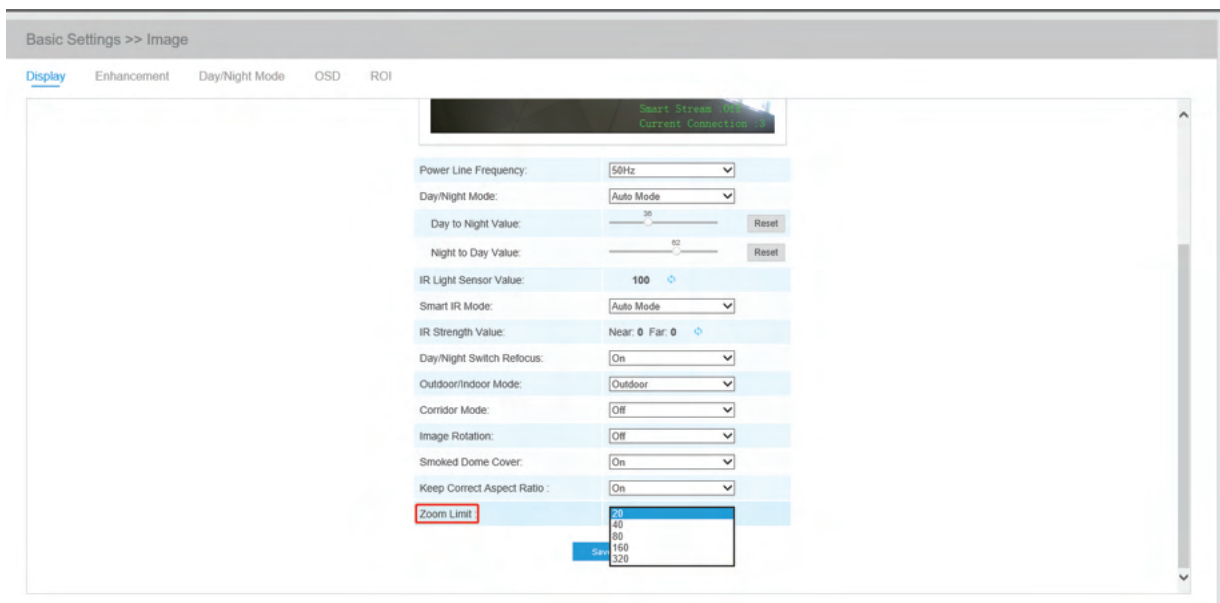 Basic Settings >> Image
Display Enhancement Day/Night Mode OSD ROI
Smart Stream :Off
Current Connection :3
Power Line Frequency: 50Hz
Day/Night Mode: Auto Mode
Day to Night Value: 38 Reset
Night to Day Value: 82 Reset
IR Light Sensor Value: 100
Smart IR Mode: Auto Mode
IR Strength Value: Near: 0 Far: 0
Day/Night Switch Refocus: On
Outdoor/Indoor Mode: Outdoor
Corridor Mode: Off
Image Rotation: Off
Smoked Dome Cover: On
Keep Correct Aspect Ratio : On
Zoom Limit : 20
40
80
160
320